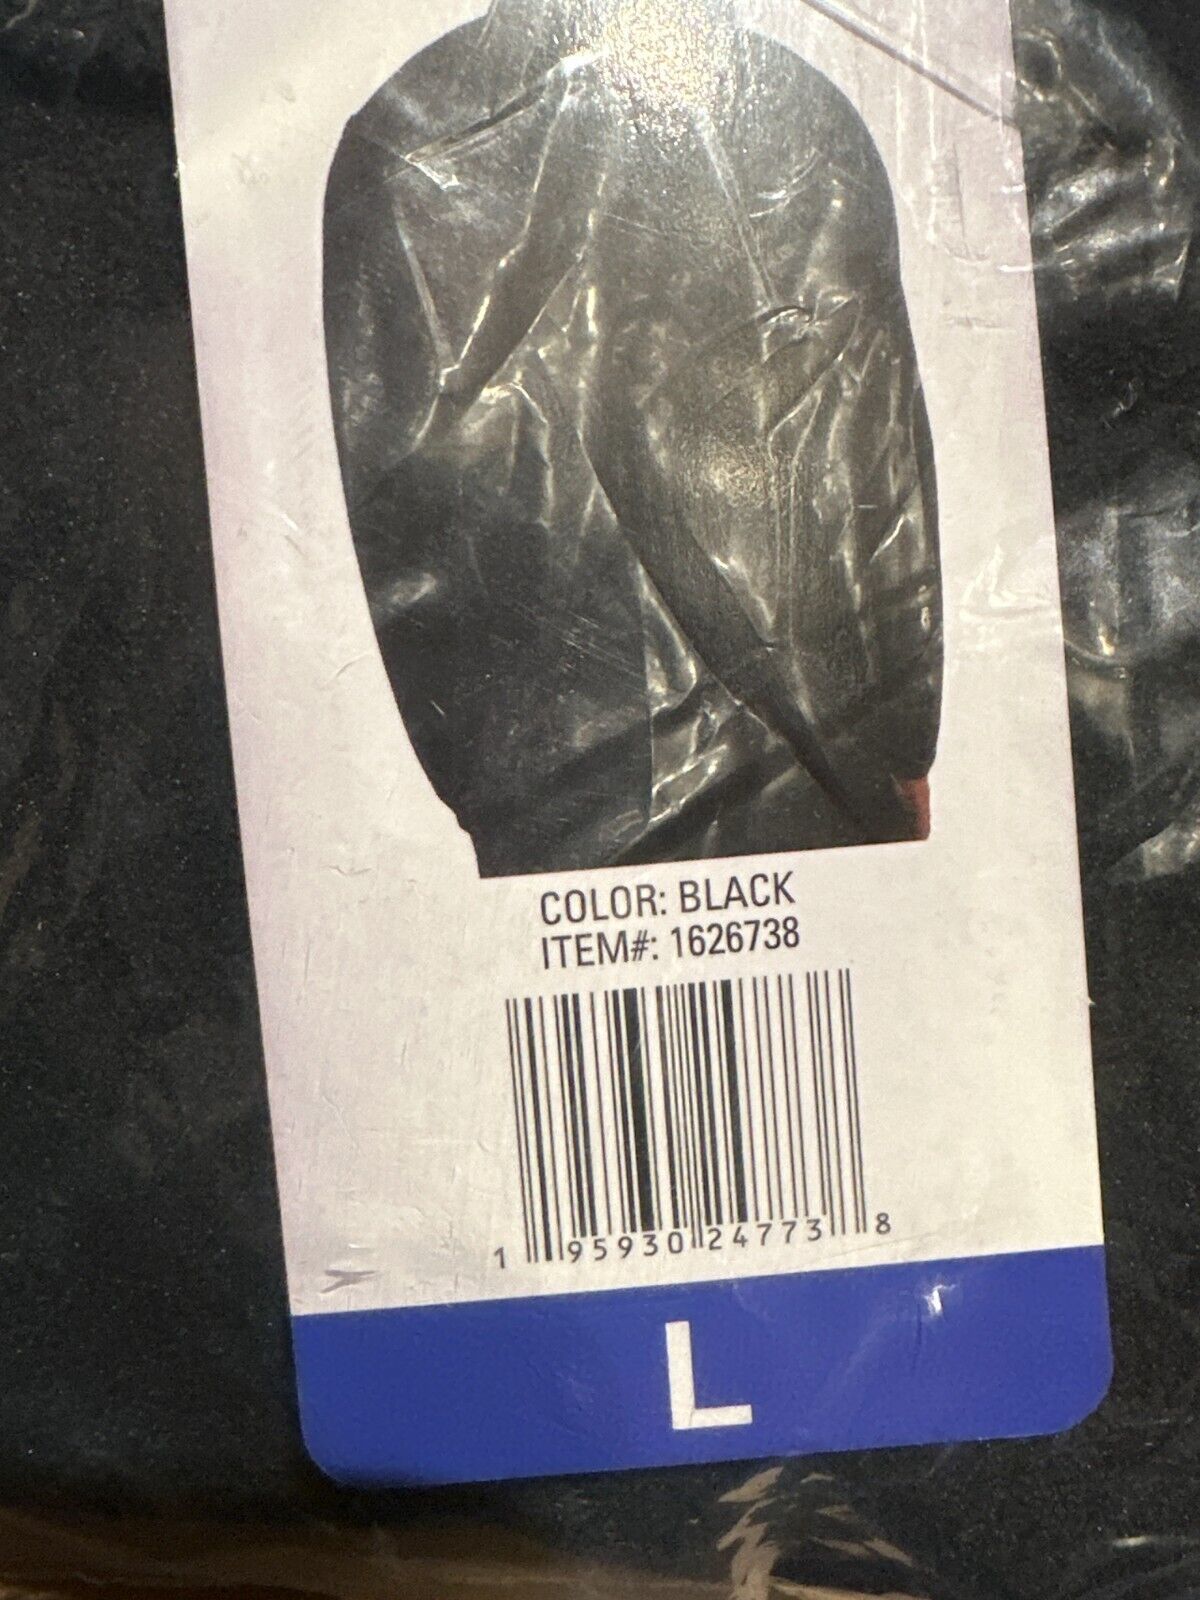 COLOR: BLACK
ITEM#: 1626738
1 95930 24773 8
L